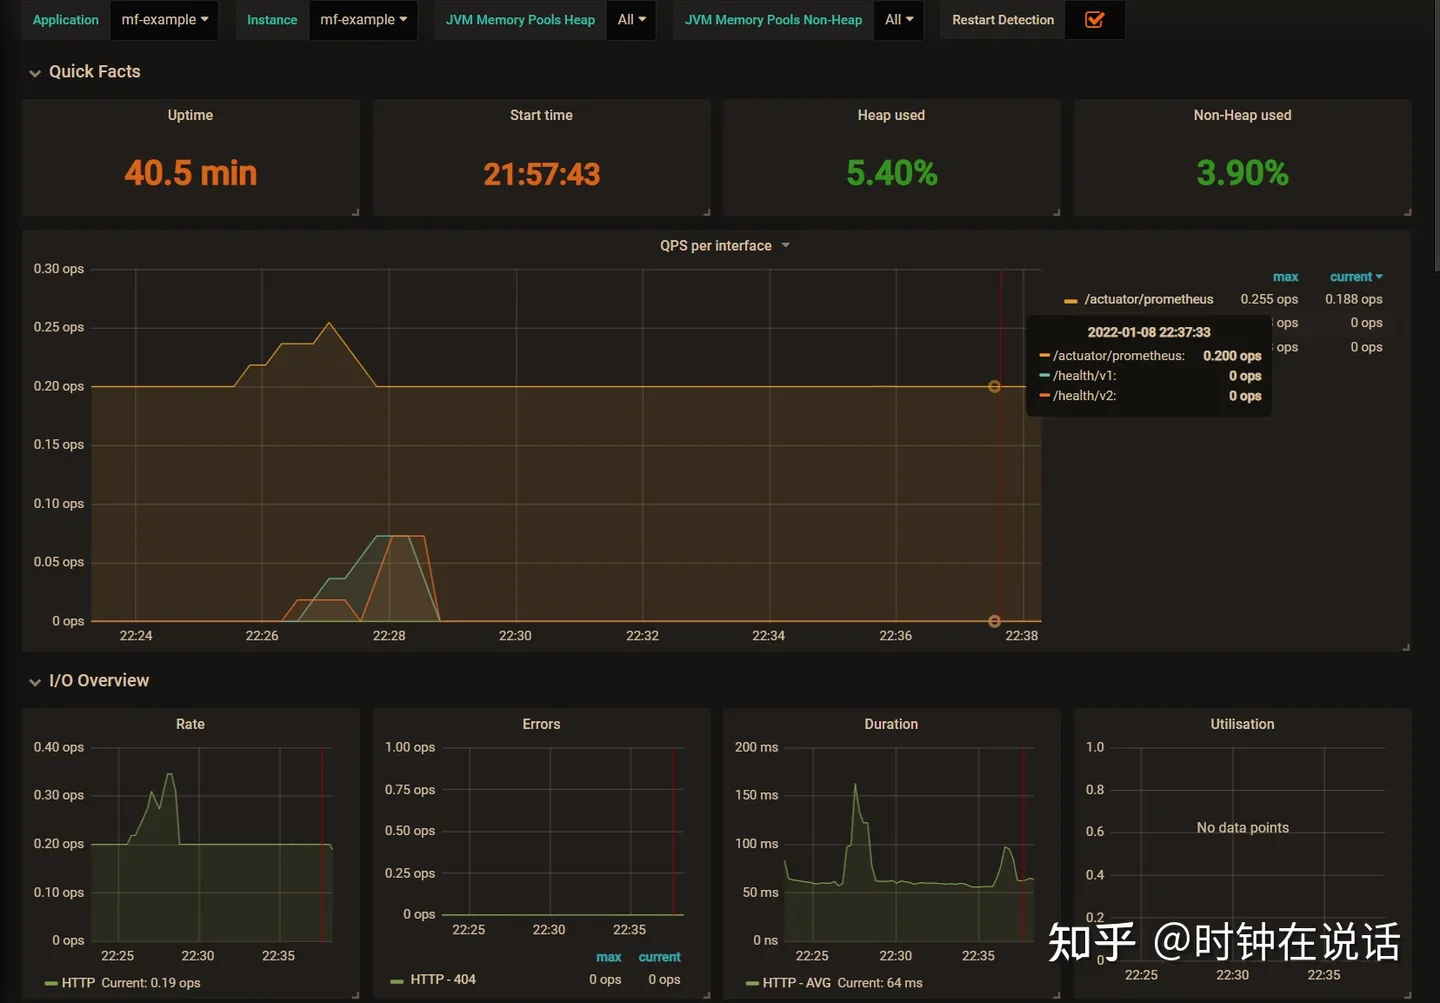 Application mf-example Instance mf-example JVM Memory Pools Heap All JVM Memory Pools Non-Heap All Restart Detection
Quick Facts
Uptime
40.5 min
Start time
21:57:43
Heap used
5.40%
Non-Heap used
3.90%
QPS per interface
0.30 ops
0.25 ops
0.20 ops
0.15 ops
0.10 ops
0.05 ops
0 ops
22:24 22:26 22:28 22:30 22:32 22:34 22:36 22:38
max current
/actuator/prometheus 0.255 ops 0.188 ops
ops 0 ops
ops 0 ops
2022-01-08 22:37:33
/actuator/prometheus: 0.200 ops
/health/v1: 0 ops
/health/v2: 0 ops
I/O Overview
Rate
0.40 ops
0.30 ops
0.20 ops
0.10 ops
0 ops
22:25 22:30 22:35
HTTP Current: 0.19 ops
Errors
1.00 ops
0.75 ops
0.50 ops
0.25 ops
0 ops
22:25 22:30 22:35
max current
HTTP - 404 0 ops 0 ops
Duration
200 ms
150 ms
100 ms
50 ms
0 ns
22:25 22:30 22:35
HTTP - AVG Current: 64 ms
Utilisation
1.0
0.8
0.6
0.4
0.2
0
No data points
22:25 22:30 22:35
知乎 @时钟在说话